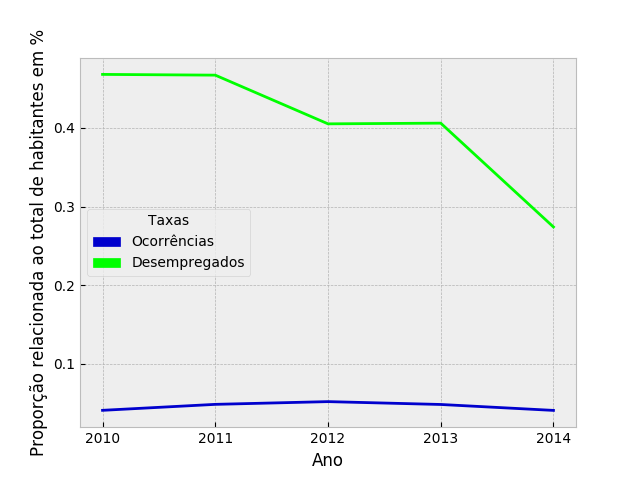 Proporção relacionada ao total de habitantes em %
0.4
0.3
0.2
0.1
Taxas
Ocorrências
Desempregados
2010 2011 2012 2013 2014
Ano